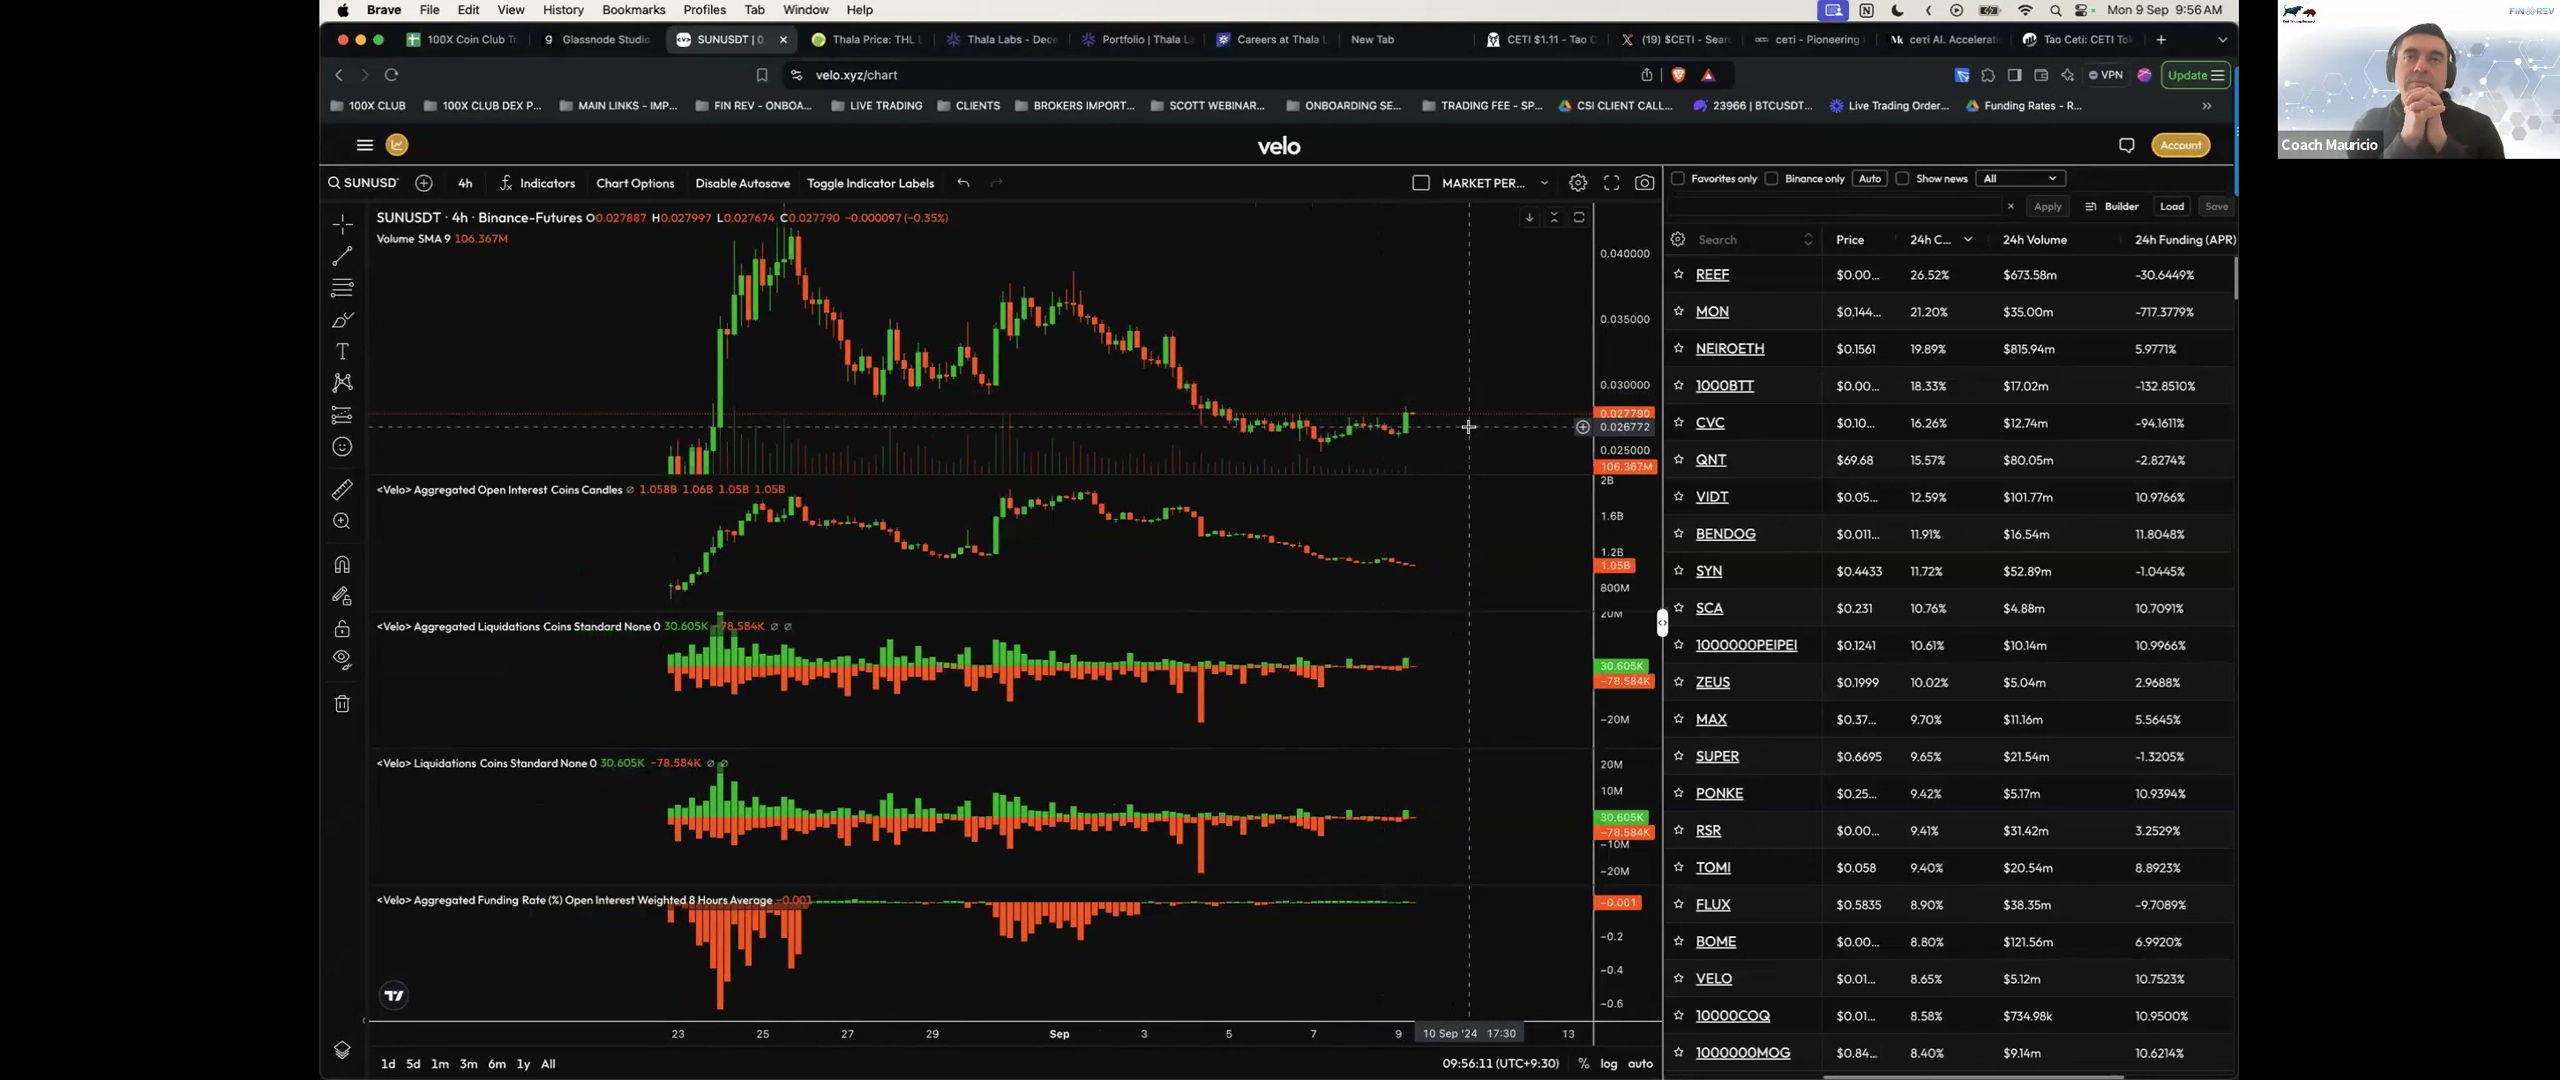 Brave File Edit View History Bookmarks Profiles Tab Window Help
Mon 9 Sep 9:56 AM
100X Coin Club Tr
Glassnode Studio
SUNUSDT | 0
Thala Price: THL
Thala Labs - Dece
Portfolio | Thala La
Careers at Thala L
New Tab
CETI $1.11 - Tao C
(19) $CETI - Sear
ceτi - Pioneering
ceτi AI. Accelerati
Tao Ceti: CETI Tok
velo.xyz/chart
VPN
Update
100X CLUB
100X CLUB DEX P...
MAIN LINKS - IMP...
FIN REV - ONBOA...
LIVE TRADING
CLIENTS
BROKERS IMPORT...
SCOTT WEBINAR...
ONBOARDING SE...
TRADING FEE - SP...
CSI CLIENT CALL...
23966 | BTCUSDT...
Live Trading Order...
Funding Rates - R...
velo
Account
SUNUSD
4h
Indicators
Chart Options
Disable Autosave
Toggle Indicator Labels
MARKET PER...
SUNUSDT · 4h · Binance-Futures O0.027887 H0.027997 L0.027674 C0.027790 −0.000097 (−0.35%)
Volume SMA 9 106.367M
0.040000
0.035000
0.030000
0.027790
0.026772
0.025000
106.367M
<Velo> Aggregated Open Interest Coins Candles ∅ 1.058B 1.06B 1.05B 1.05B
2B
1.6B
1.2B
1.05B
800M
<Velo> Aggregated Liquidations Coins Standard None 0 30.605K −78.584K ∅ ∅
20M
30.605K
−78.584K
−20M
<Velo> Liquidations Coins Standard None 0 30.605K −78.584K ∅ ∅
20M
10M
30.605K
−78.584K
−10M
−20M
<Velo> Aggregated Funding Rate (%) Open Interest Weighted 8 Hours Average −0.001
−0.001
−0.2
−0.4
−0.6
23 25 27 29 Sep 3 5 7 9 10 Sep '24 17:30 13
1d 5d 1m 3m 6m 1y All
09:56:11 (UTC+9:30) % log auto
Favorites only
Binance only
Auto
Show news
All
Apply
Builder
Load
Save
Search Price 24h C... 24h Volume 24h Funding (APR)
REEF $0.00... 26.52% $673.58m -30.6449%
MON $0.144... 21.20% $35.00m -717.3779%
NEIROETH $0.1561 19.89% $815.94m 5.9771%
1000BTT $0.00... 18.33% $17.02m -132.8510%
CVC $0.10... 16.26% $12.74m -94.1611%
QNT $69.68 15.57% $80.05m -2.8274%
VIDT $0.05... 12.59% $101.77m 10.9766%
BENDOG $0.011... 11.91% $16.54m 11.8048%
SYN $0.4433 11.72% $52.89m -1.0445%
SCA $0.231 10.76% $4.88m 10.7091%
1000000PEIPEI $0.1241 10.61% $10.14m 10.9966%
ZEUS $0.1999 10.02% $5.04m 2.9688%
MAX $0.37... 9.70% $11.16m 5.5645%
SUPER $0.6695 9.65% $21.54m -1.3205%
PONKE $0.25... 9.42% $5.17m 10.9394%
RSR $0.00... 9.41% $31.42m 3.2529%
TOMI $0.058 9.40% $20.54m 8.8923%
FLUX $0.5835 8.90% $38.35m -9.7089%
BOME $0.00... 8.80% $121.56m 6.9920%
VELO $0.01... 8.65% $5.12m 10.7523%
10000COQ $0.01... 8.58% $734.98k 10.9500%
1000000MOG $0.84... 8.40% $9.14m 10.6214%
FIN REV
Coach Mauricio